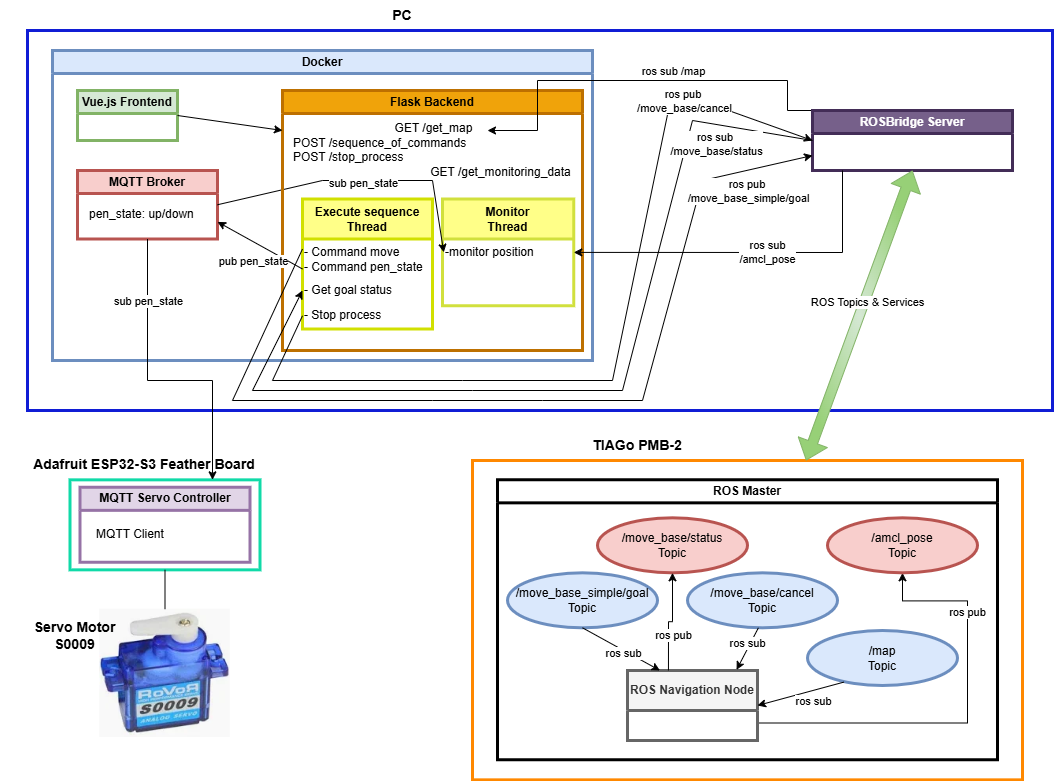 PC
Docker
Vue.js Frontend
Flask Backend
GET /get_map
POST /sequence_of_commands
POST /stop_process
GET /get_monitoring_data
ros sub /map
ros pub
/move_base/cancel
ros sub
/move_base/status
ros pub
/move_base_simple/goal
ROSBridge Server
MQTT Broker
pen_state: up/down
sub pen_state
Execute sequence
Thread
- Command move
- Command pen_state
- Get goal status
- Stop process
Monitor
Thread
-monitor position
pub pen_state
ros sub
/amcl_pose
sub pen_state
ROS Topics & Services
Adafruit ESP32-S3 Feather Board
MQTT Servo Controller
MQTT Client
Servo Motor
S0009
RoVoR
S0009
ANALOG SERVO
TIAGo PMB-2
ROS Master
/move_base/status
Topic
/amcl_pose
Topic
/move_base_simple/goal
Topic
/move_base/cancel
Topic
/map
Topic
ros sub
ros pub
ros sub
ros pub
ros sub
ROS Navigation Node